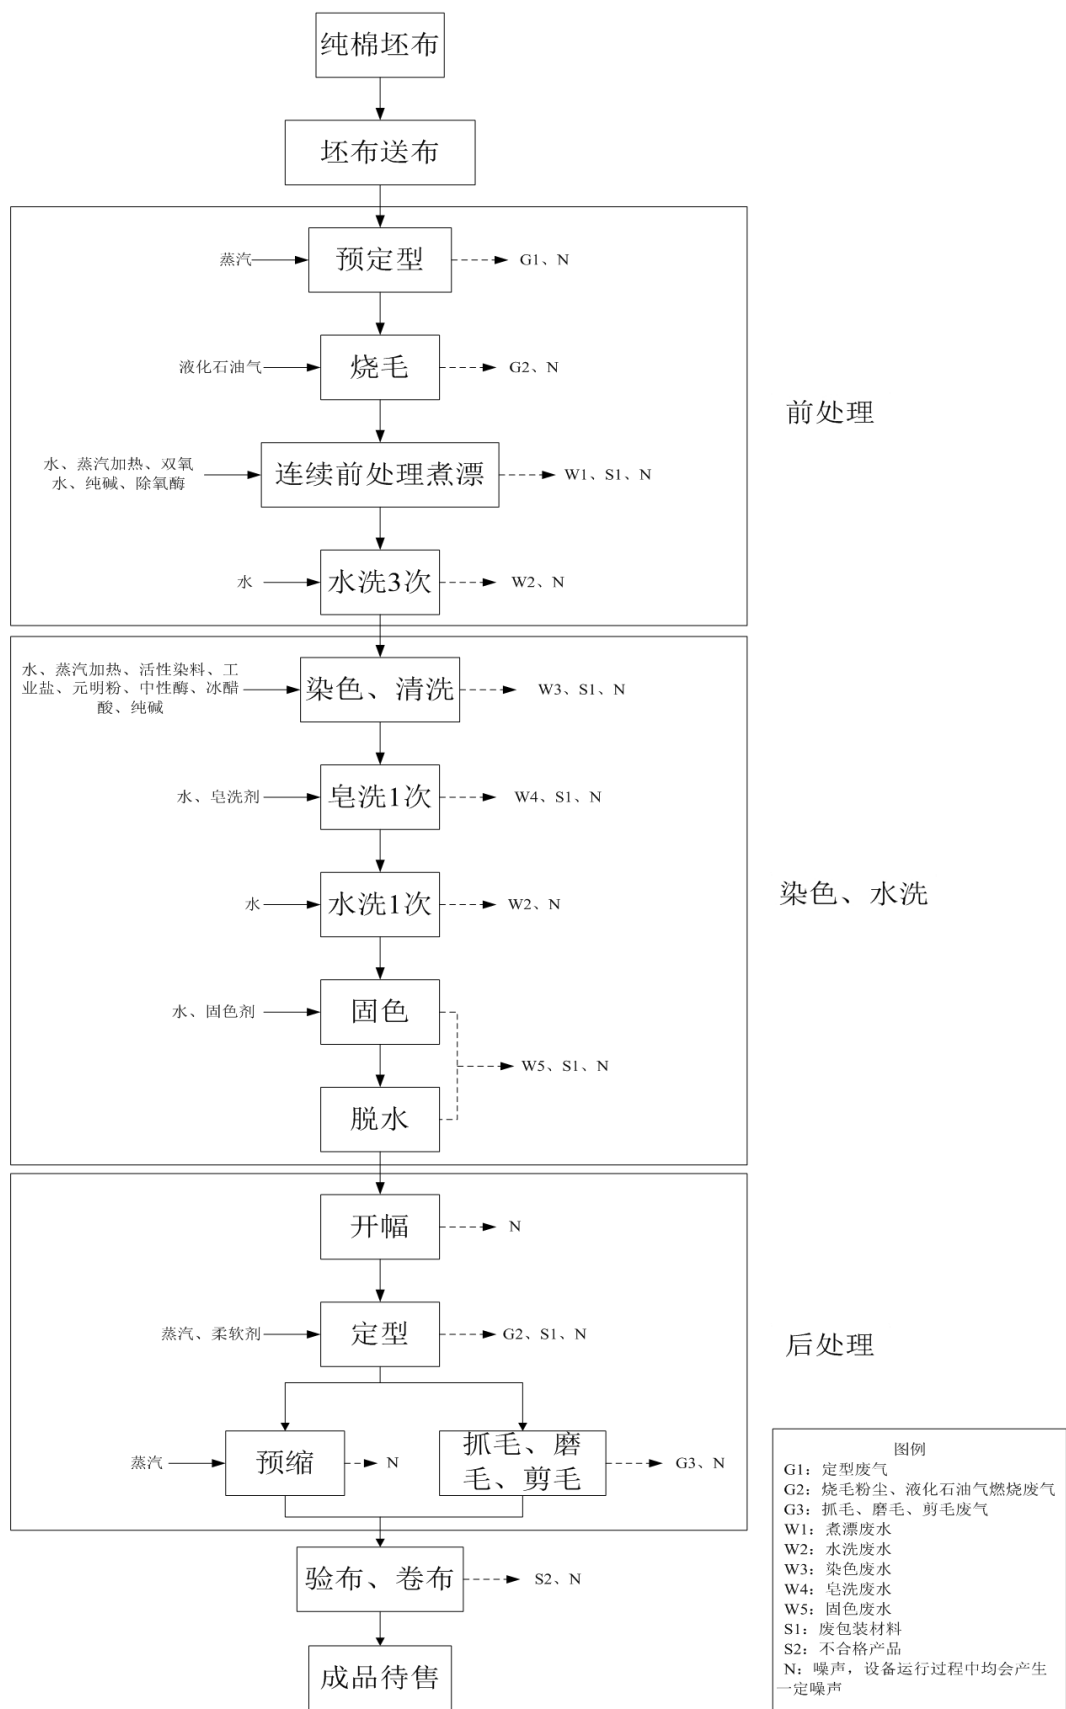 纯棉坯布
坯布送布
蒸汽
预定型
G1、N
液化石油气
烧毛
G2、N
前处理
水、蒸汽加热、双氧
水、纯碱、除氧酶
连续前处理煮漂
W1、S1、N
水
水洗3次
W2、N
水、蒸汽加热、活性染料、工
业盐、元明粉、中性酶、冰醋
酸、纯碱
染色、清洗
W3、S1、N
水、皂洗剂
皂洗1次
W4、S1、N
水
水洗1次
W2、N
染色、水洗
水、固色剂
固色
W5、S1、N
脱水
开幅
N
蒸汽、柔软剂
定型
G2、S1、N
后处理
蒸汽
预缩
N
抓毛、磨
毛、剪毛
G3、N
验布、卷布
S2、N
成品待售
图例
G1：定型废气
G2：烧毛粉尘、液化石油气燃烧废气
G3：抓毛、磨毛、剪毛废气
W1：煮漂废水
W2：水洗废水
W3：染色废水
W4：皂洗废水
W5：固色废水
S1：废包装材料
S2：不合格产品
N：噪声，设备运行过程中均会产生
一定噪声